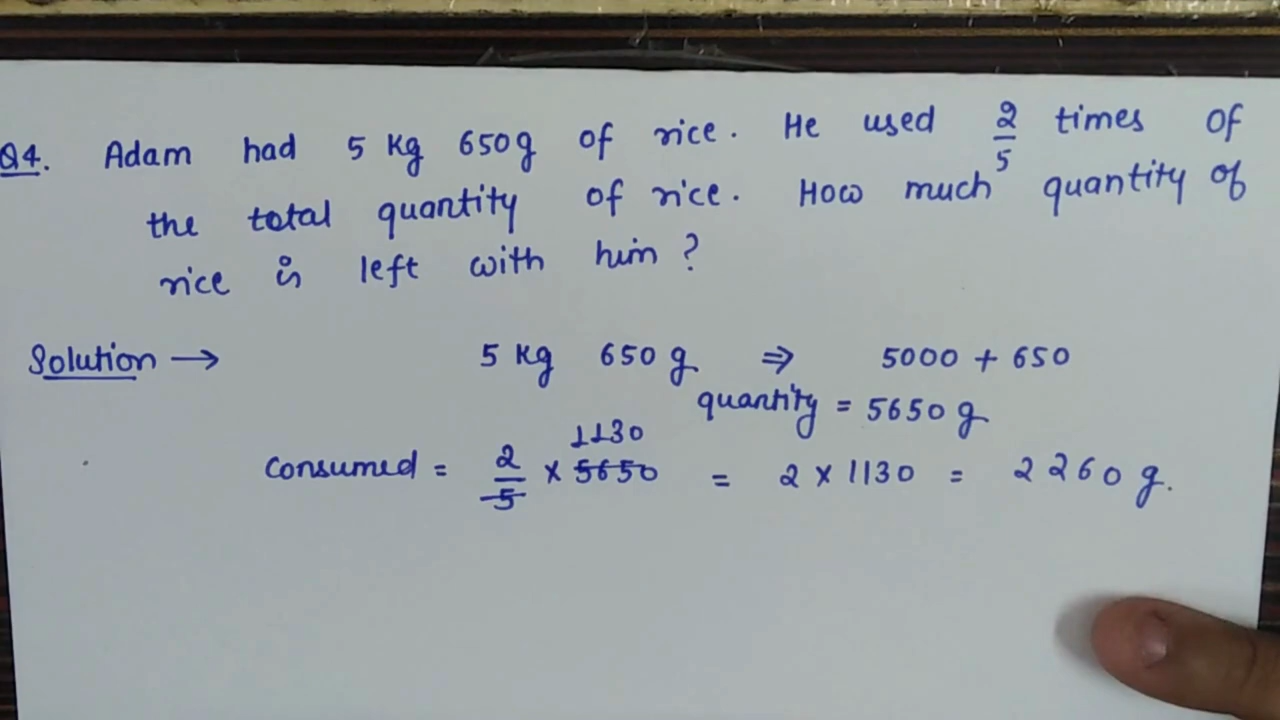 Q4. Adam had 5 Kg 650g of rice. He used 2/5 times of
the total quantity of rice. How much quantity of
rice is left with him ?
Solution → 5 Kg 650 g ⇒ 5000 + 650
quantity = 5650 g
1130
Consumed = 2/5 × 5650 = 2 × 1130 = 2260 g.